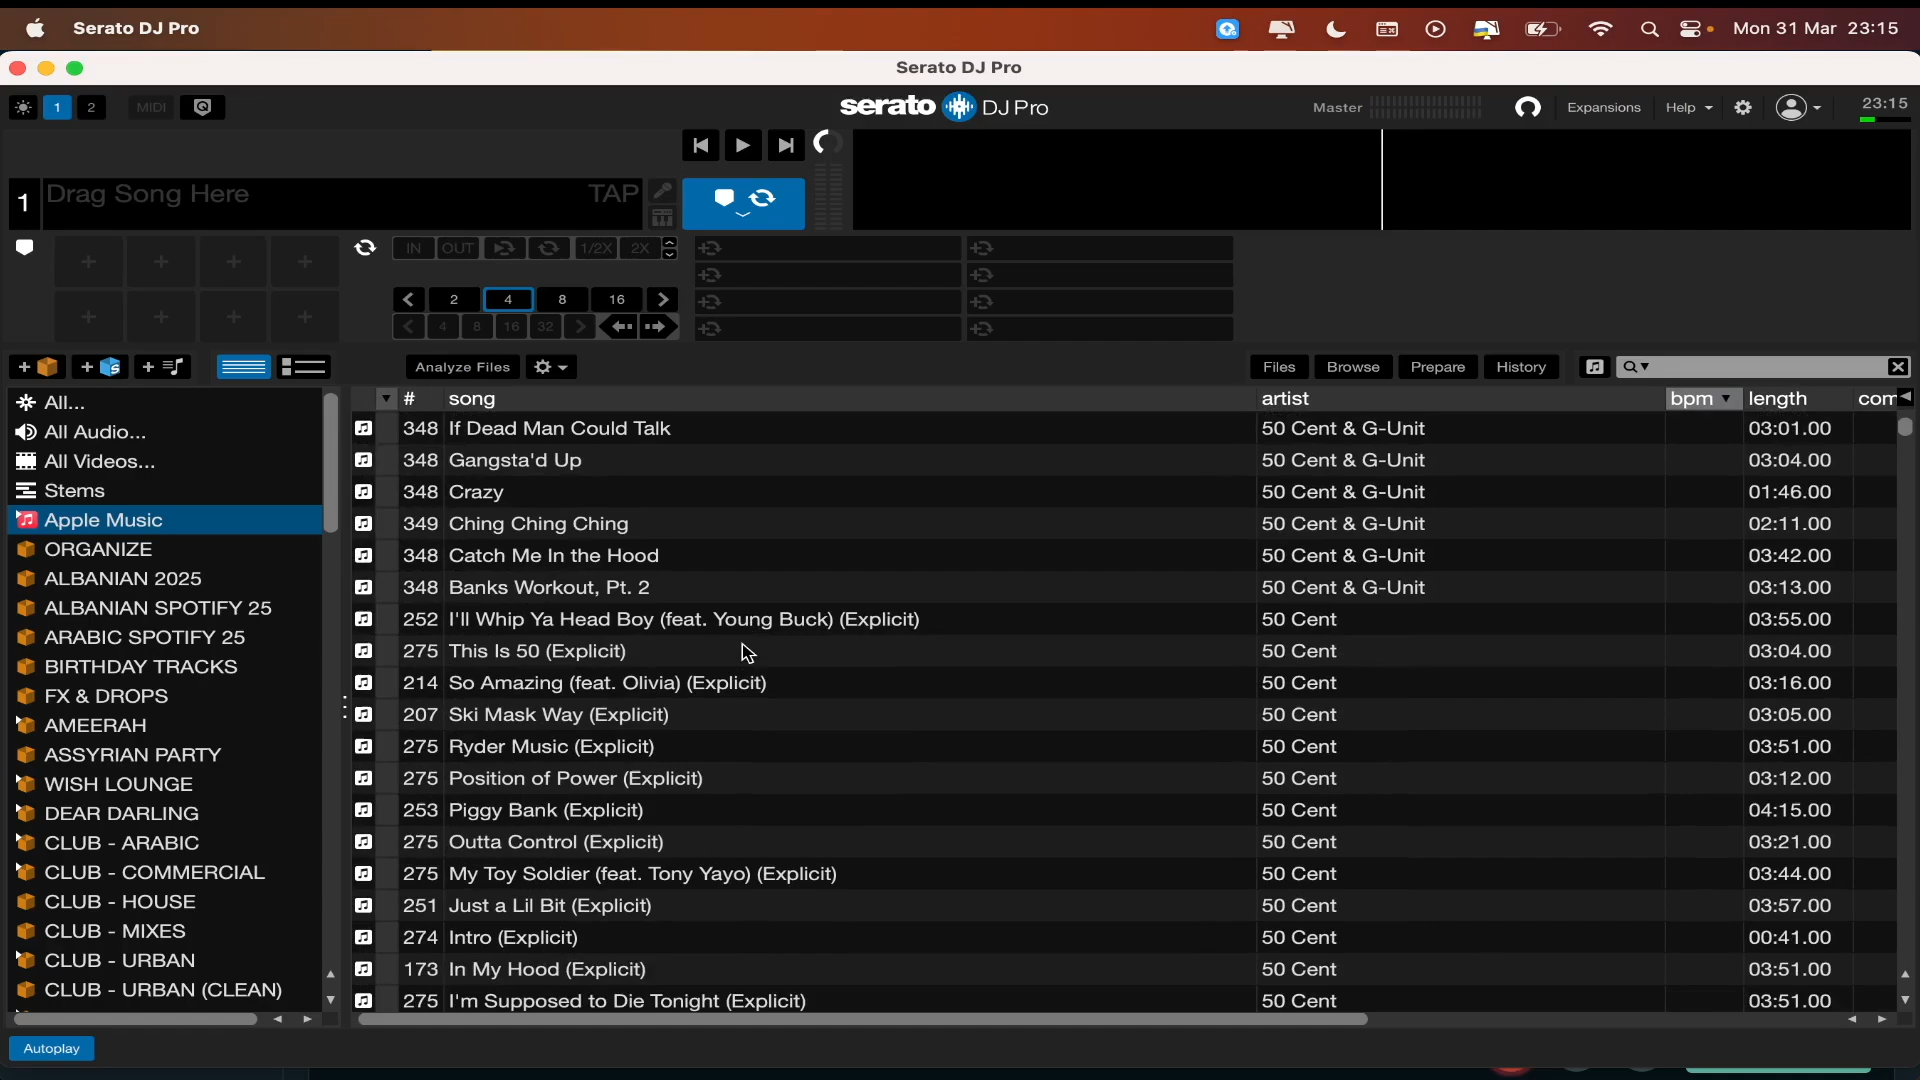 Serato DJ Pro
Mon 31 Mar 23:15
Serato DJ Pro
1 2 MIDI
serato DJ Pro
Master
Expansions Help
23:15
1 Drag Song Here TAP
IN OUT 1/2X 2X
2 4 8 16
4 8 16 32
Analyze Files
Files Browse Prepare History
All...
All Audio...
All Videos...
Stems
Apple Music
ORGANIZE
ALBANIAN 2025
ALBANIAN SPOTIFY 25
ARABIC SPOTIFY 25
BIRTHDAY TRACKS
FX & DROPS
AMEERAH
ASSYRIAN PARTY
WISH LOUNGE
DEAR DARLING
CLUB - ARABIC
CLUB - COMMERCIAL
CLUB - HOUSE
CLUB - MIXES
CLUB - URBAN
CLUB - URBAN (CLEAN)
# song artist bpm length com
348 If Dead Man Could Talk 50 Cent & G-Unit 03:01.00
348 Gangsta'd Up 50 Cent & G-Unit 03:04.00
348 Crazy 50 Cent & G-Unit 01:46.00
349 Ching Ching Ching 50 Cent & G-Unit 02:11.00
348 Catch Me In the Hood 50 Cent & G-Unit 03:42.00
348 Banks Workout, Pt. 2 50 Cent & G-Unit 03:13.00
252 I'll Whip Ya Head Boy (feat. Young Buck) (Explicit) 50 Cent 03:55.00
275 This Is 50 (Explicit) 50 Cent 03:04.00
214 So Amazing (feat. Olivia) (Explicit) 50 Cent 03:16.00
207 Ski Mask Way (Explicit) 50 Cent 03:05.00
275 Ryder Music (Explicit) 50 Cent 03:51.00
275 Position of Power (Explicit) 50 Cent 03:12.00
253 Piggy Bank (Explicit) 50 Cent 04:15.00
275 Outta Control (Explicit) 50 Cent 03:21.00
275 My Toy Soldier (feat. Tony Yayo) (Explicit) 50 Cent 03:44.00
251 Just a Lil Bit (Explicit) 50 Cent 03:57.00
274 Intro (Explicit) 50 Cent 00:41.00
173 In My Hood (Explicit) 50 Cent 03:51.00
275 I'm Supposed to Die Tonight (Explicit) 50 Cent 03:51.00
Autoplay